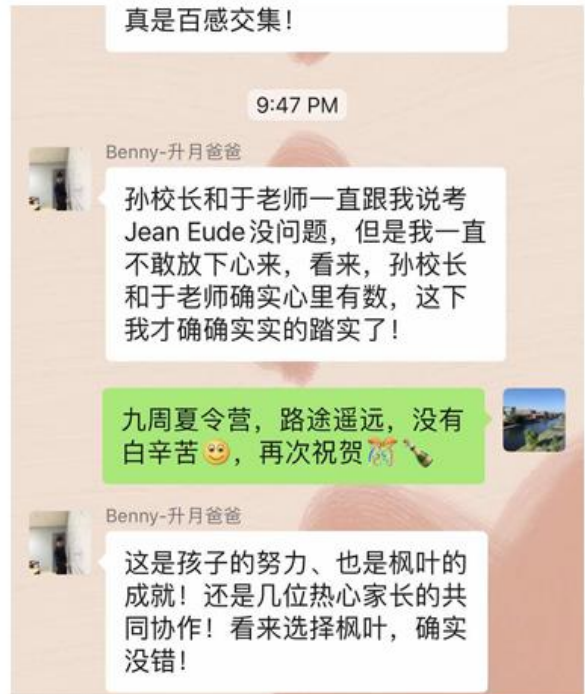 真是百感交集！
9:47 PM
Benny-升月爸爸
孙校长和于老师一直跟我说考
Jean Eude没问题，但是我一直
不敢放下心来，看来，孙校长
和于老师确实心里有数，这下
我才确确实实的踏实了！
九周夏令营，路途遥远，没有
白辛苦🙂，再次祝贺🎊🍾
Benny-升月爸爸
这是孩子的努力、也是枫叶的
成就！还是几位热心家长的共
同协作！看来选择枫叶，确实
没错！